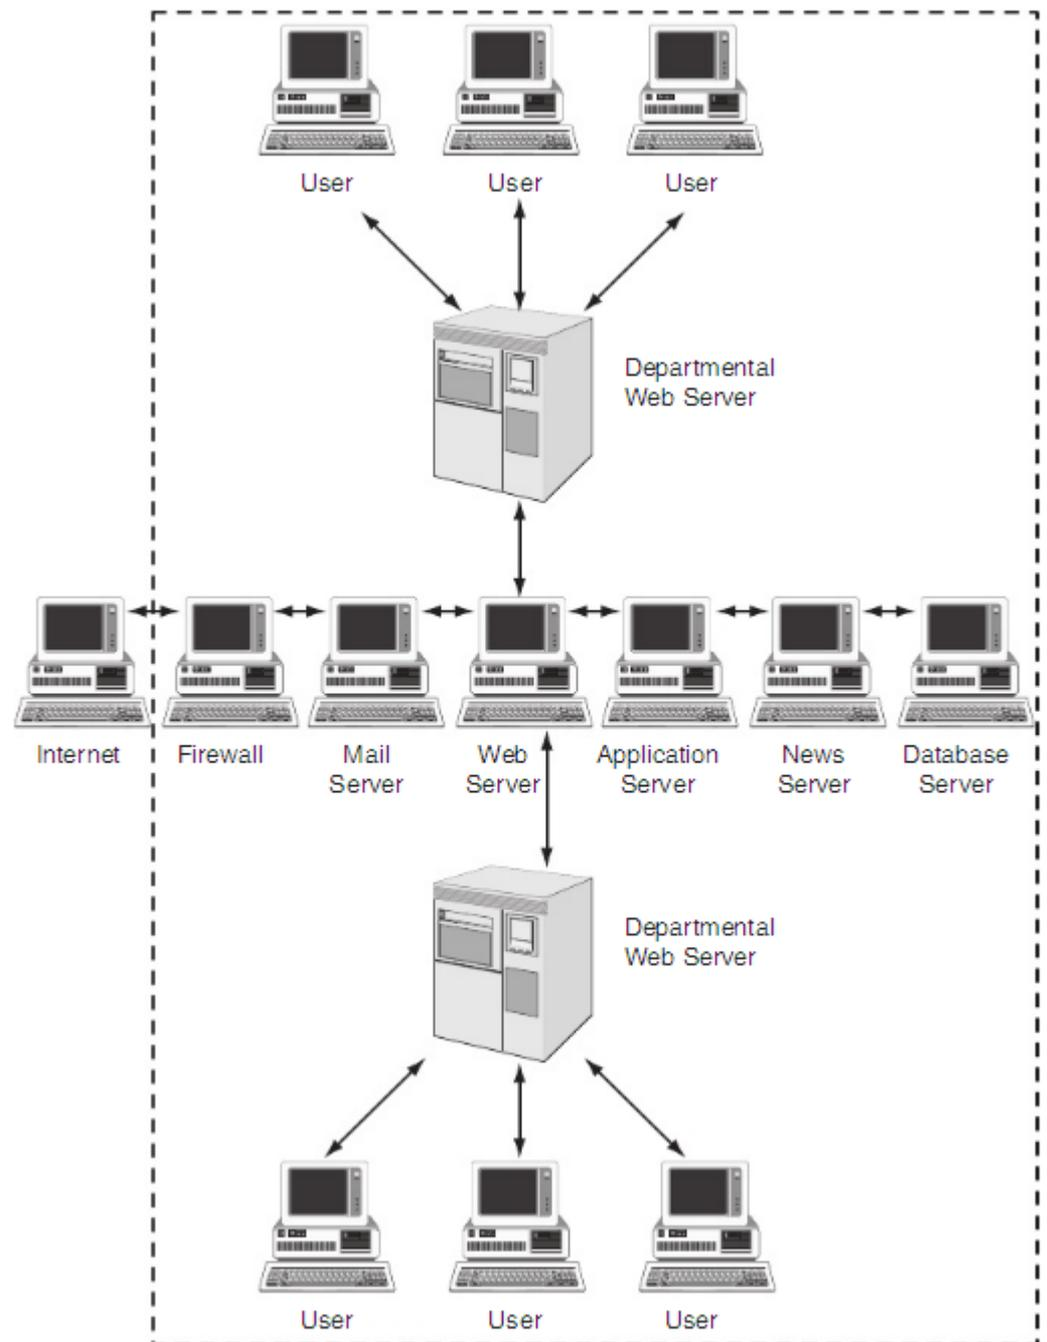 User
User
User
Departmental
Web Server
Internet
Firewall
Mail
Server
Web
Server
Application
Server
News
Server
Database
Server
Departmental
Web Server
User
User
User